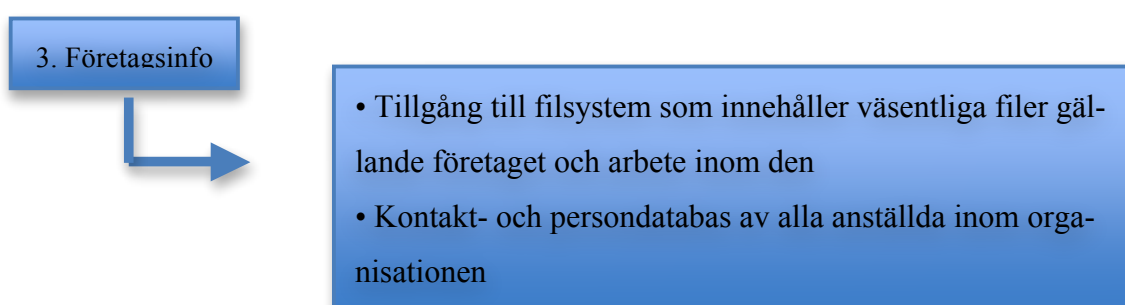 3. Företagsinfo
• Tillgång till filsystem som innehåller väsentliga filer gäl-
lande företaget och arbete inom den
• Kontakt- och persondatabas av alla anställda inom orga-
nisationen